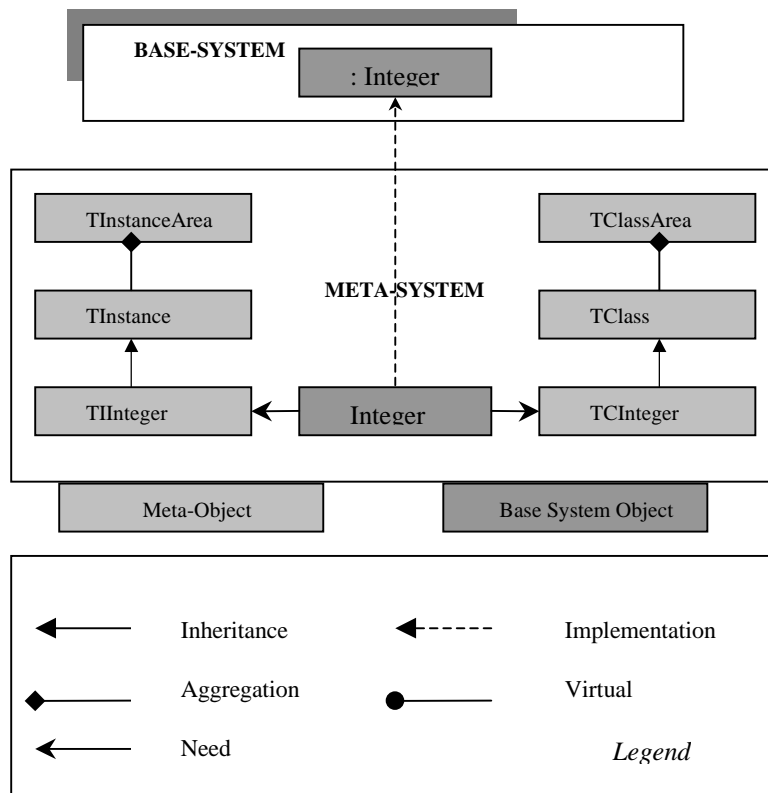 BASE-SYSTEM
: Integer
TInstanceArea
TClassArea
META-SYSTEM
TInstance
TClass
TIInteger
Integer
TCInteger
Meta-Object
Base System Object
Inheritance
Implementation
Aggregation
Virtual
Need
Legend